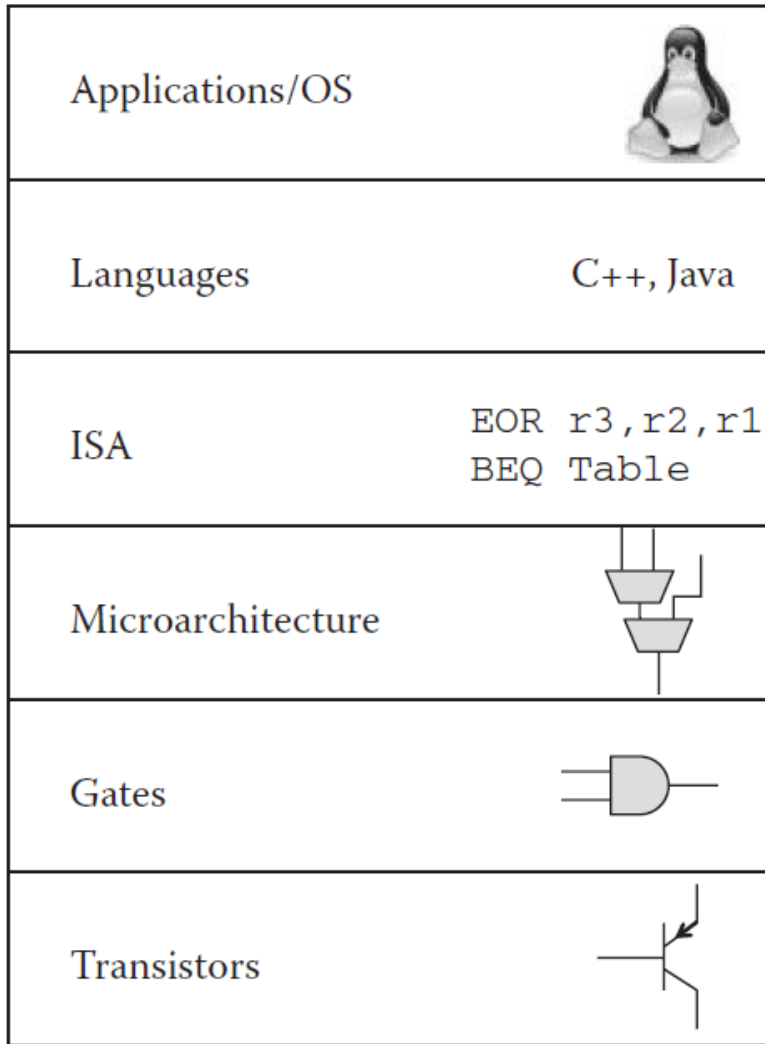 Applications/OS
Languages C++, Java
ISA EOR r3,r2,r1
BEQ Table
Microarchitecture
Gates
Transistors